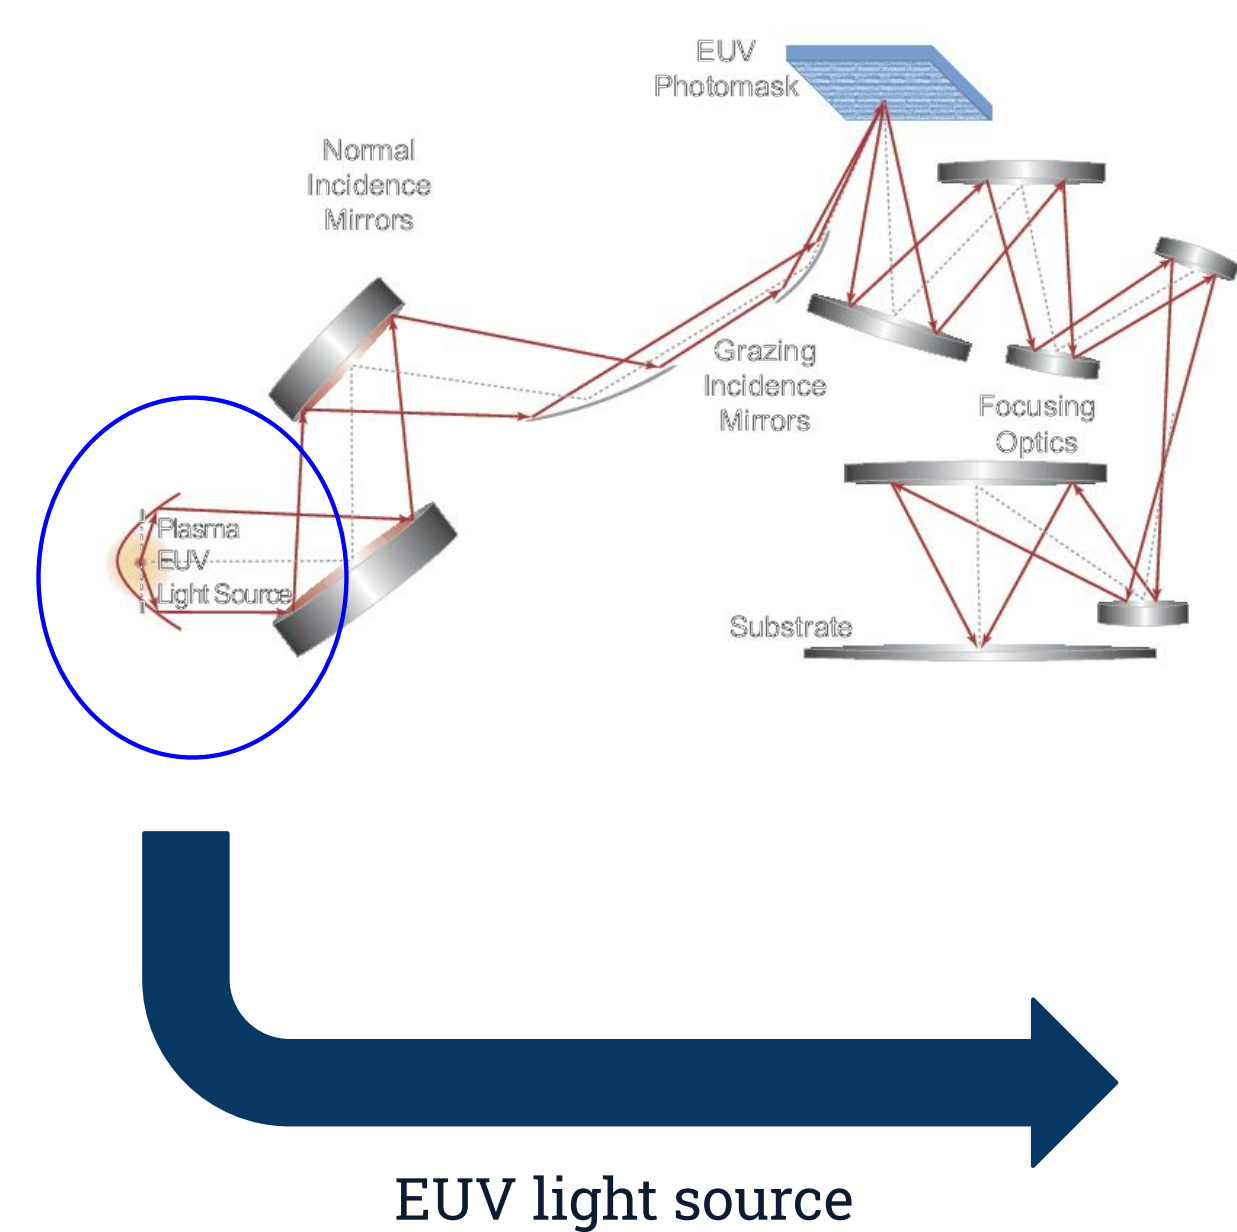 EUV
Photomask
Normal
Incidence
Mirrors
Grazing
Incidence
Mirrors
Focusing
Optics
Plasma
EUV
Light Source
Substrate
EUV light source